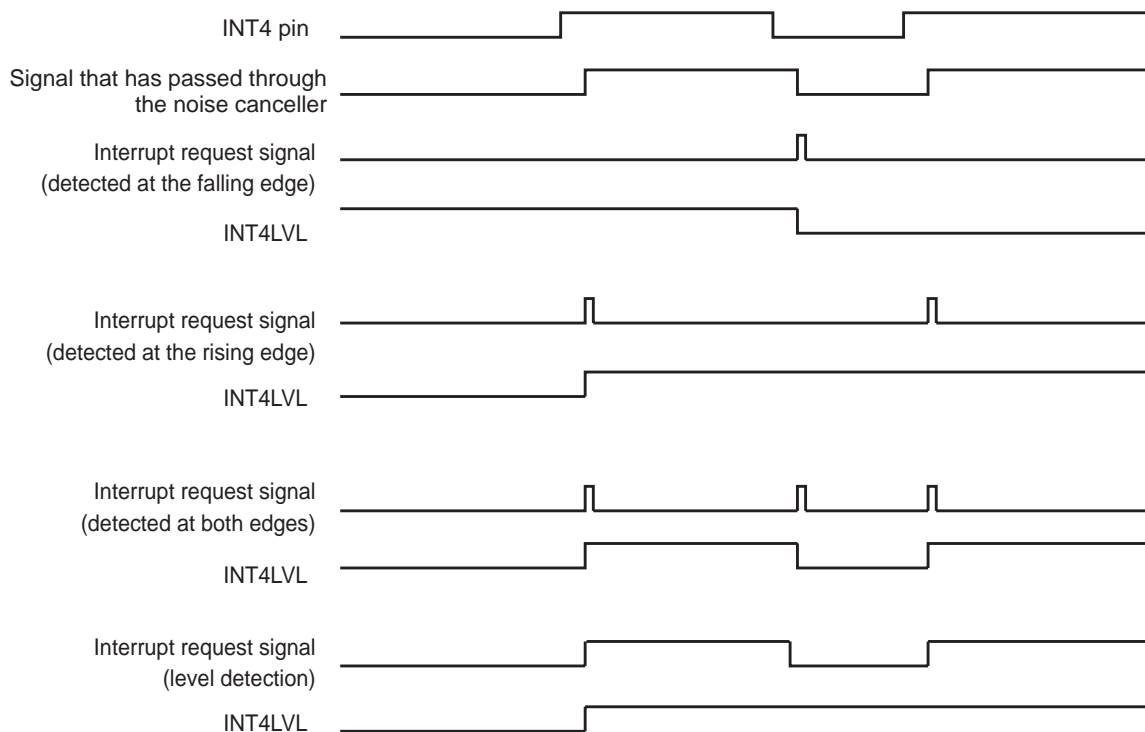 INT4 pin
Signal that has passed through
the noise canceller
Interrupt request signal
(detected at the falling edge)
INT4LVL
Interrupt request signal
(detected at the rising edge)
INT4LVL
Interrupt request signal
(detected at both edges)
INT4LVL
Interrupt request signal
(level detection)
INT4LVL